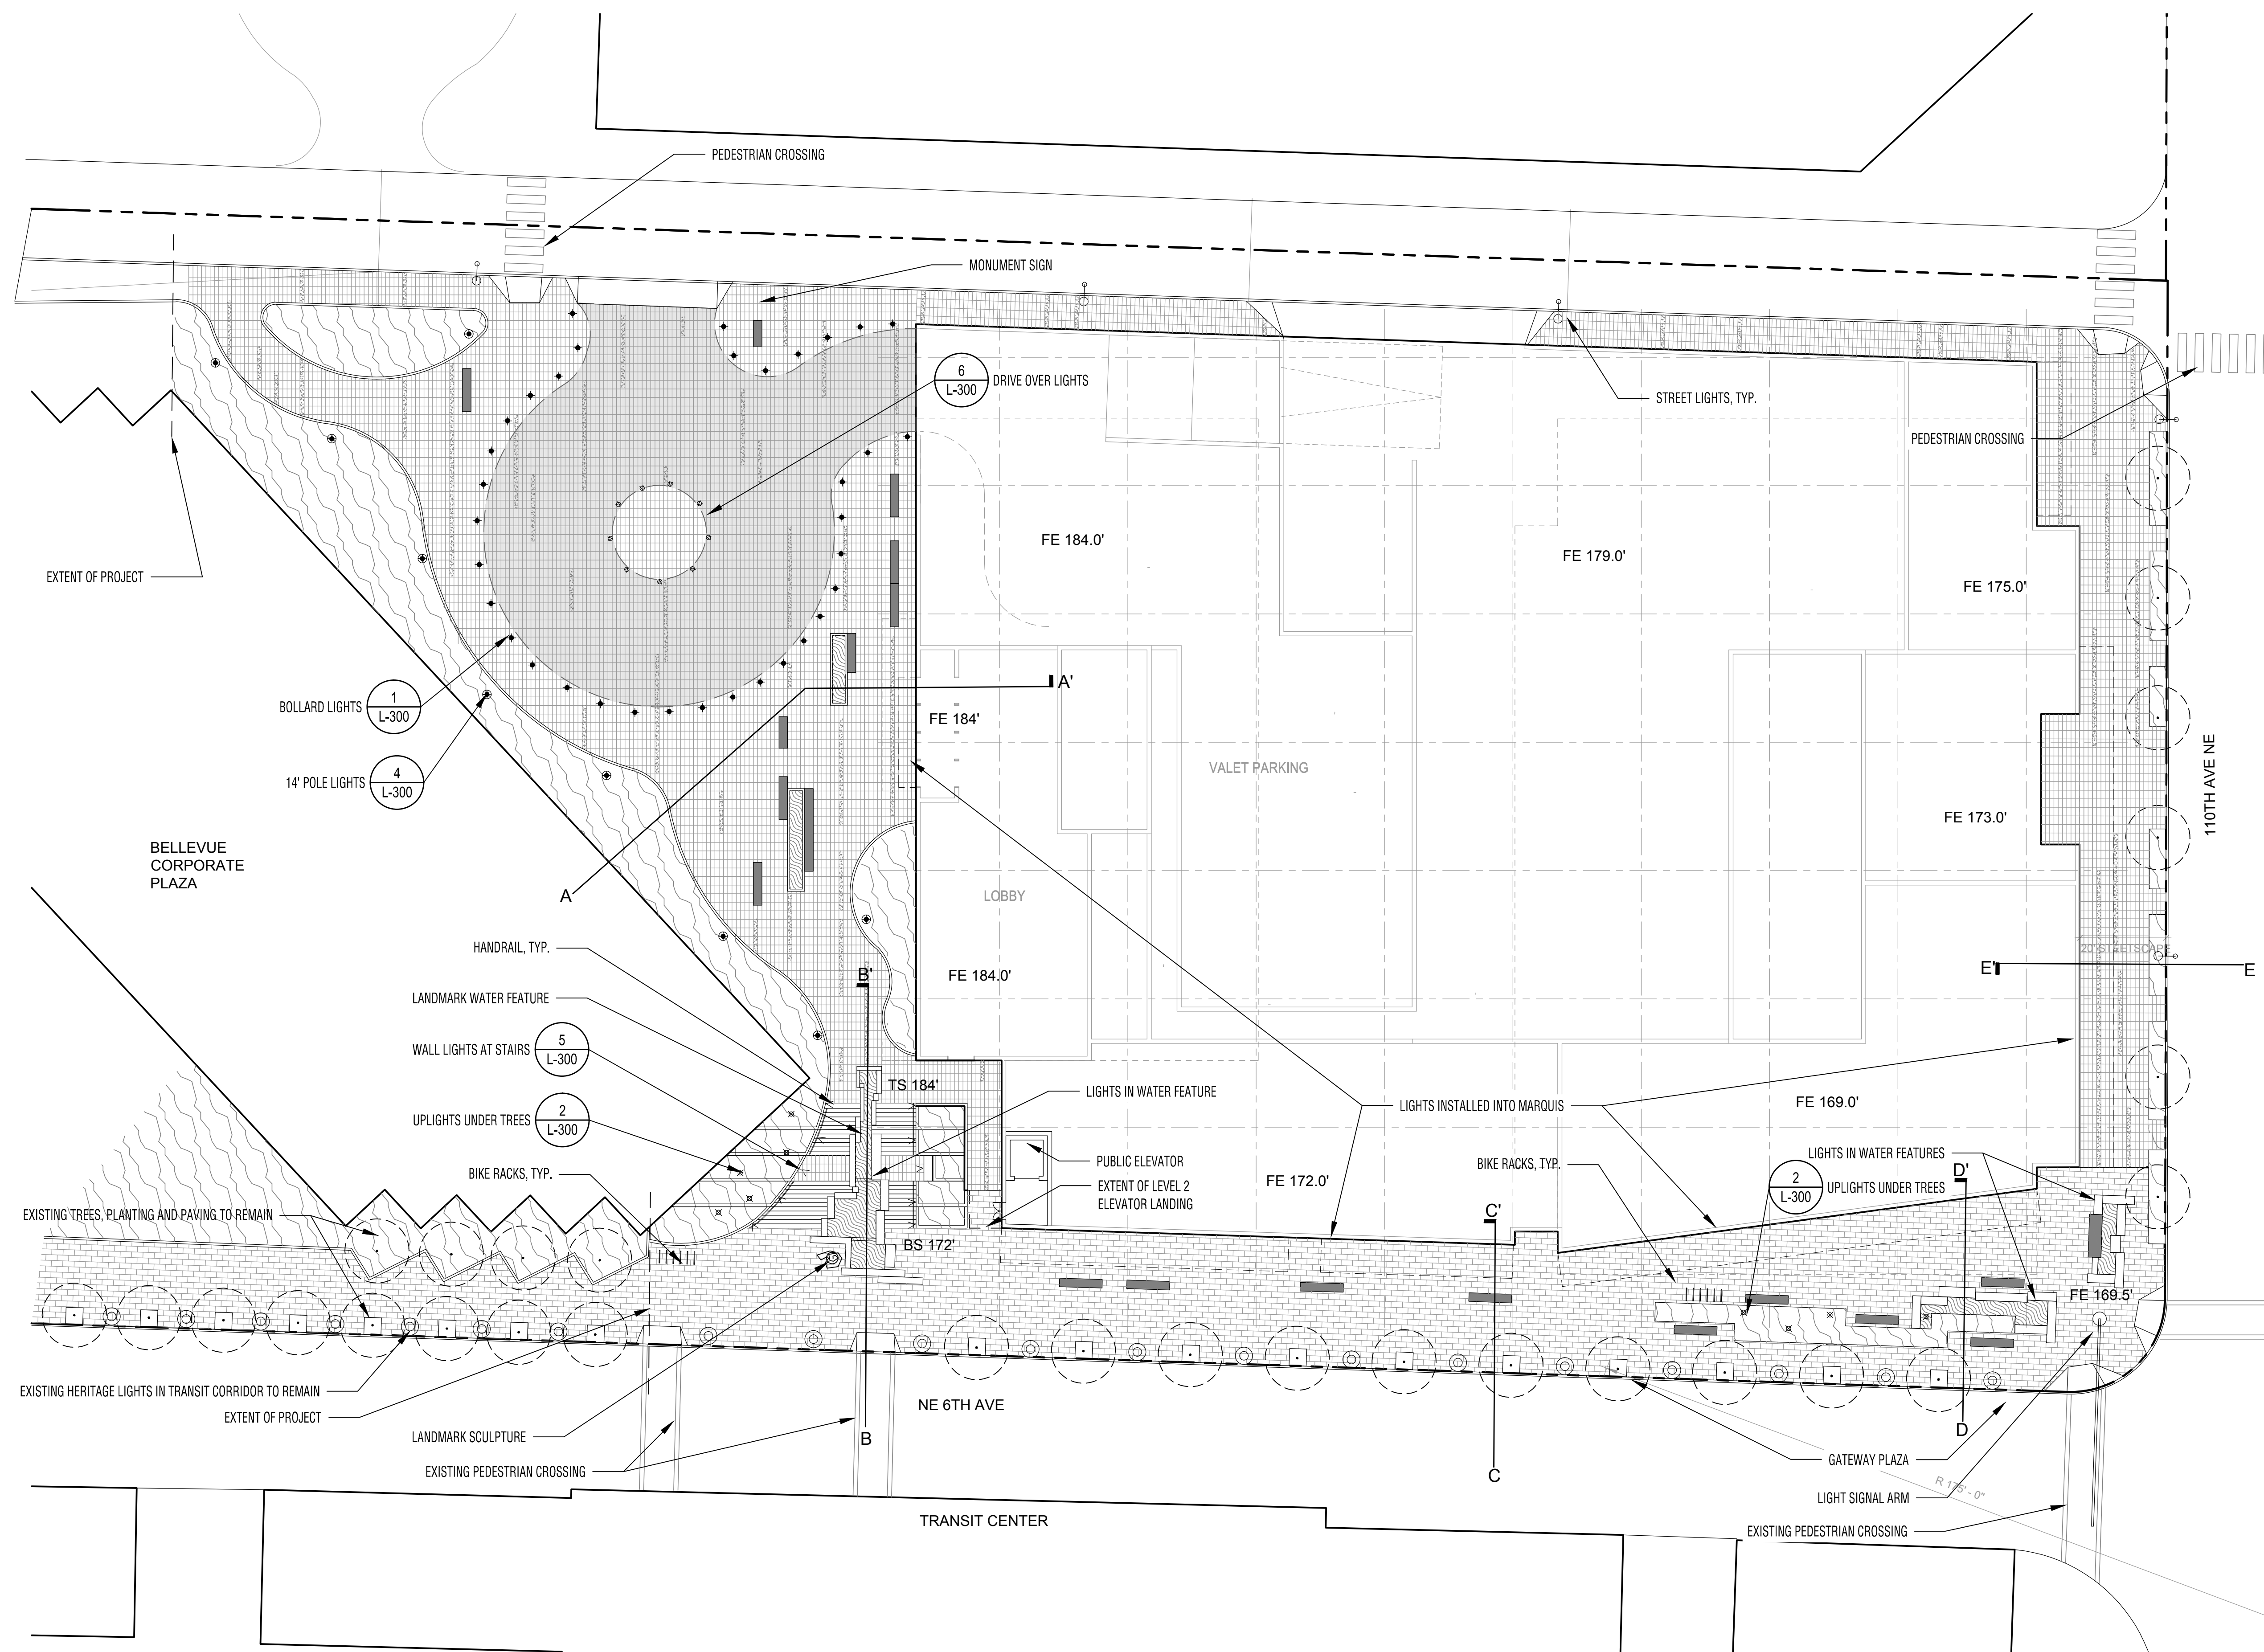 PEDESTRIAN CROSSING
MONUMENT SIGN
6
L-300
DRIVE OVER LIGHTS
STREET LIGHTS, TYP.
PEDESTRIAN CROSSING
EXTENT OF PROJECT
FE 184.0'
FE 179.0'
FE 175.0'
BOLLARD LIGHTS
1
L-300
A'
FE 184'
14' POLE LIGHTS
4
L-300
VALET PARKING
110TH AVE NE
FE 173.0'
BELLEVUE
CORPORATE
PLAZA
A
LOBBY
HANDRAIL, TYP.
20' STREETSCAPE
B'
FE 184.0'
E'
E
LANDMARK WATER FEATURE
WALL LIGHTS AT STAIRS
5
L-300
TS 184'
LIGHTS IN WATER FEATURE
LIGHTS INSTALLED INTO MARQUIS
FE 169.0'
UPLIGHTS UNDER TREES
2
L-300
PUBLIC ELEVATOR
BIKE RACKS, TYP.
LIGHTS IN WATER FEATURES
BIKE RACKS, TYP.
EXTENT OF LEVEL 2
ELEVATOR LANDING
FE 172.0'
2
L-300
UPLIGHTS UNDER TREES
D'
EXISTING TREES, PLANTING AND PAVING TO REMAIN
C'
BS 172'
FE 169.5'
EXISTING HERITAGE LIGHTS IN TRANSIT CORRIDOR TO REMAIN
EXTENT OF PROJECT
NE 6TH AVE
LANDMARK SCULPTURE
B
D
EXISTING PEDESTRIAN CROSSING
C
GATEWAY PLAZA
R 175' - 0"
LIGHT SIGNAL ARM
TRANSIT CENTER
EXISTING PEDESTRIAN CROSSING